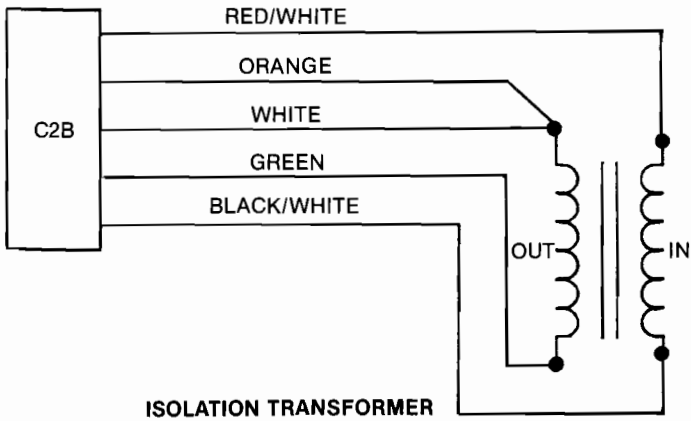 RED/WHITE
ORANGE
C2B
WHITE
GREEN
BLACK/WHITE
OUT
IN
ISOLATION TRANSFORMER